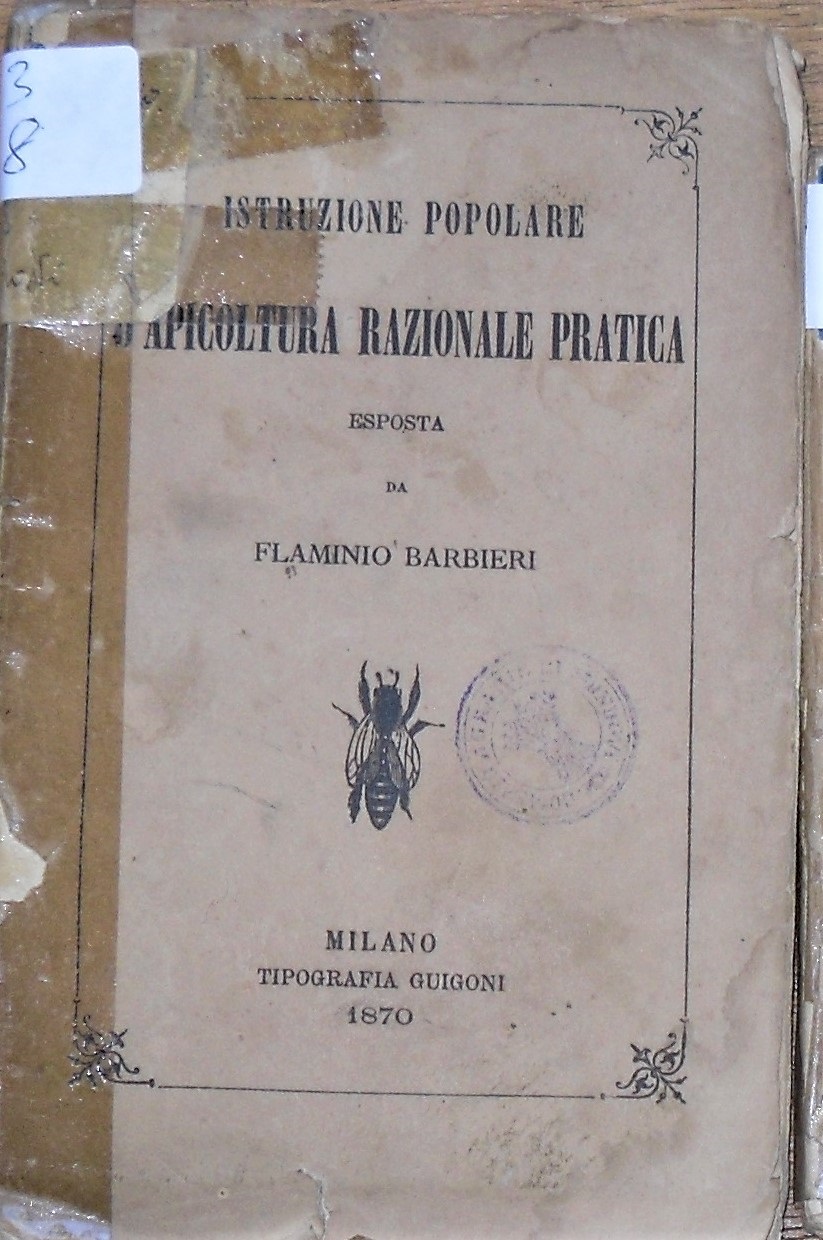 3
8
ISTRUZIONE POPOLARE
D'APICOLTURA RAZIONALE PRATICA
ESPOSTA
DA
FLAMINIO BARBIERI
MILANO
TIPOGRAFIA GUIGONI
1870